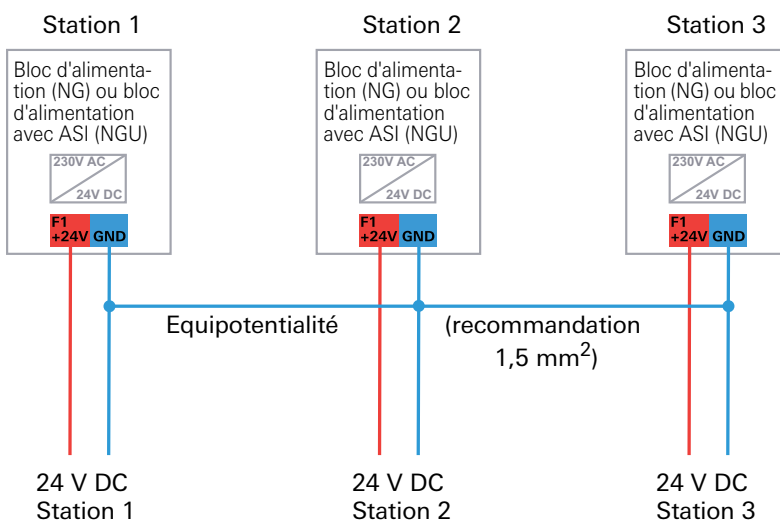 Station 1
Station 2
Station 3
Bloc d'alimenta-
tion (NG) ou bloc
d'alimentation
avec ASI (NGU)
230V AC
24V DC
F1
+24V GND
Bloc d'alimenta-
tion (NG) ou bloc
d'alimentation
avec ASI (NGU)
230V AC
24V DC
F1
+24V GND
Bloc d'alimenta-
tion (NG) ou bloc
d'alimentation
avec ASI (NGU)
230V AC
24V DC
F1
+24V GND
Equipotentialité
(recommandation
1,5 mm²)
24 V DC
Station 1
24 V DC
Station 2
24 V DC
Station 3